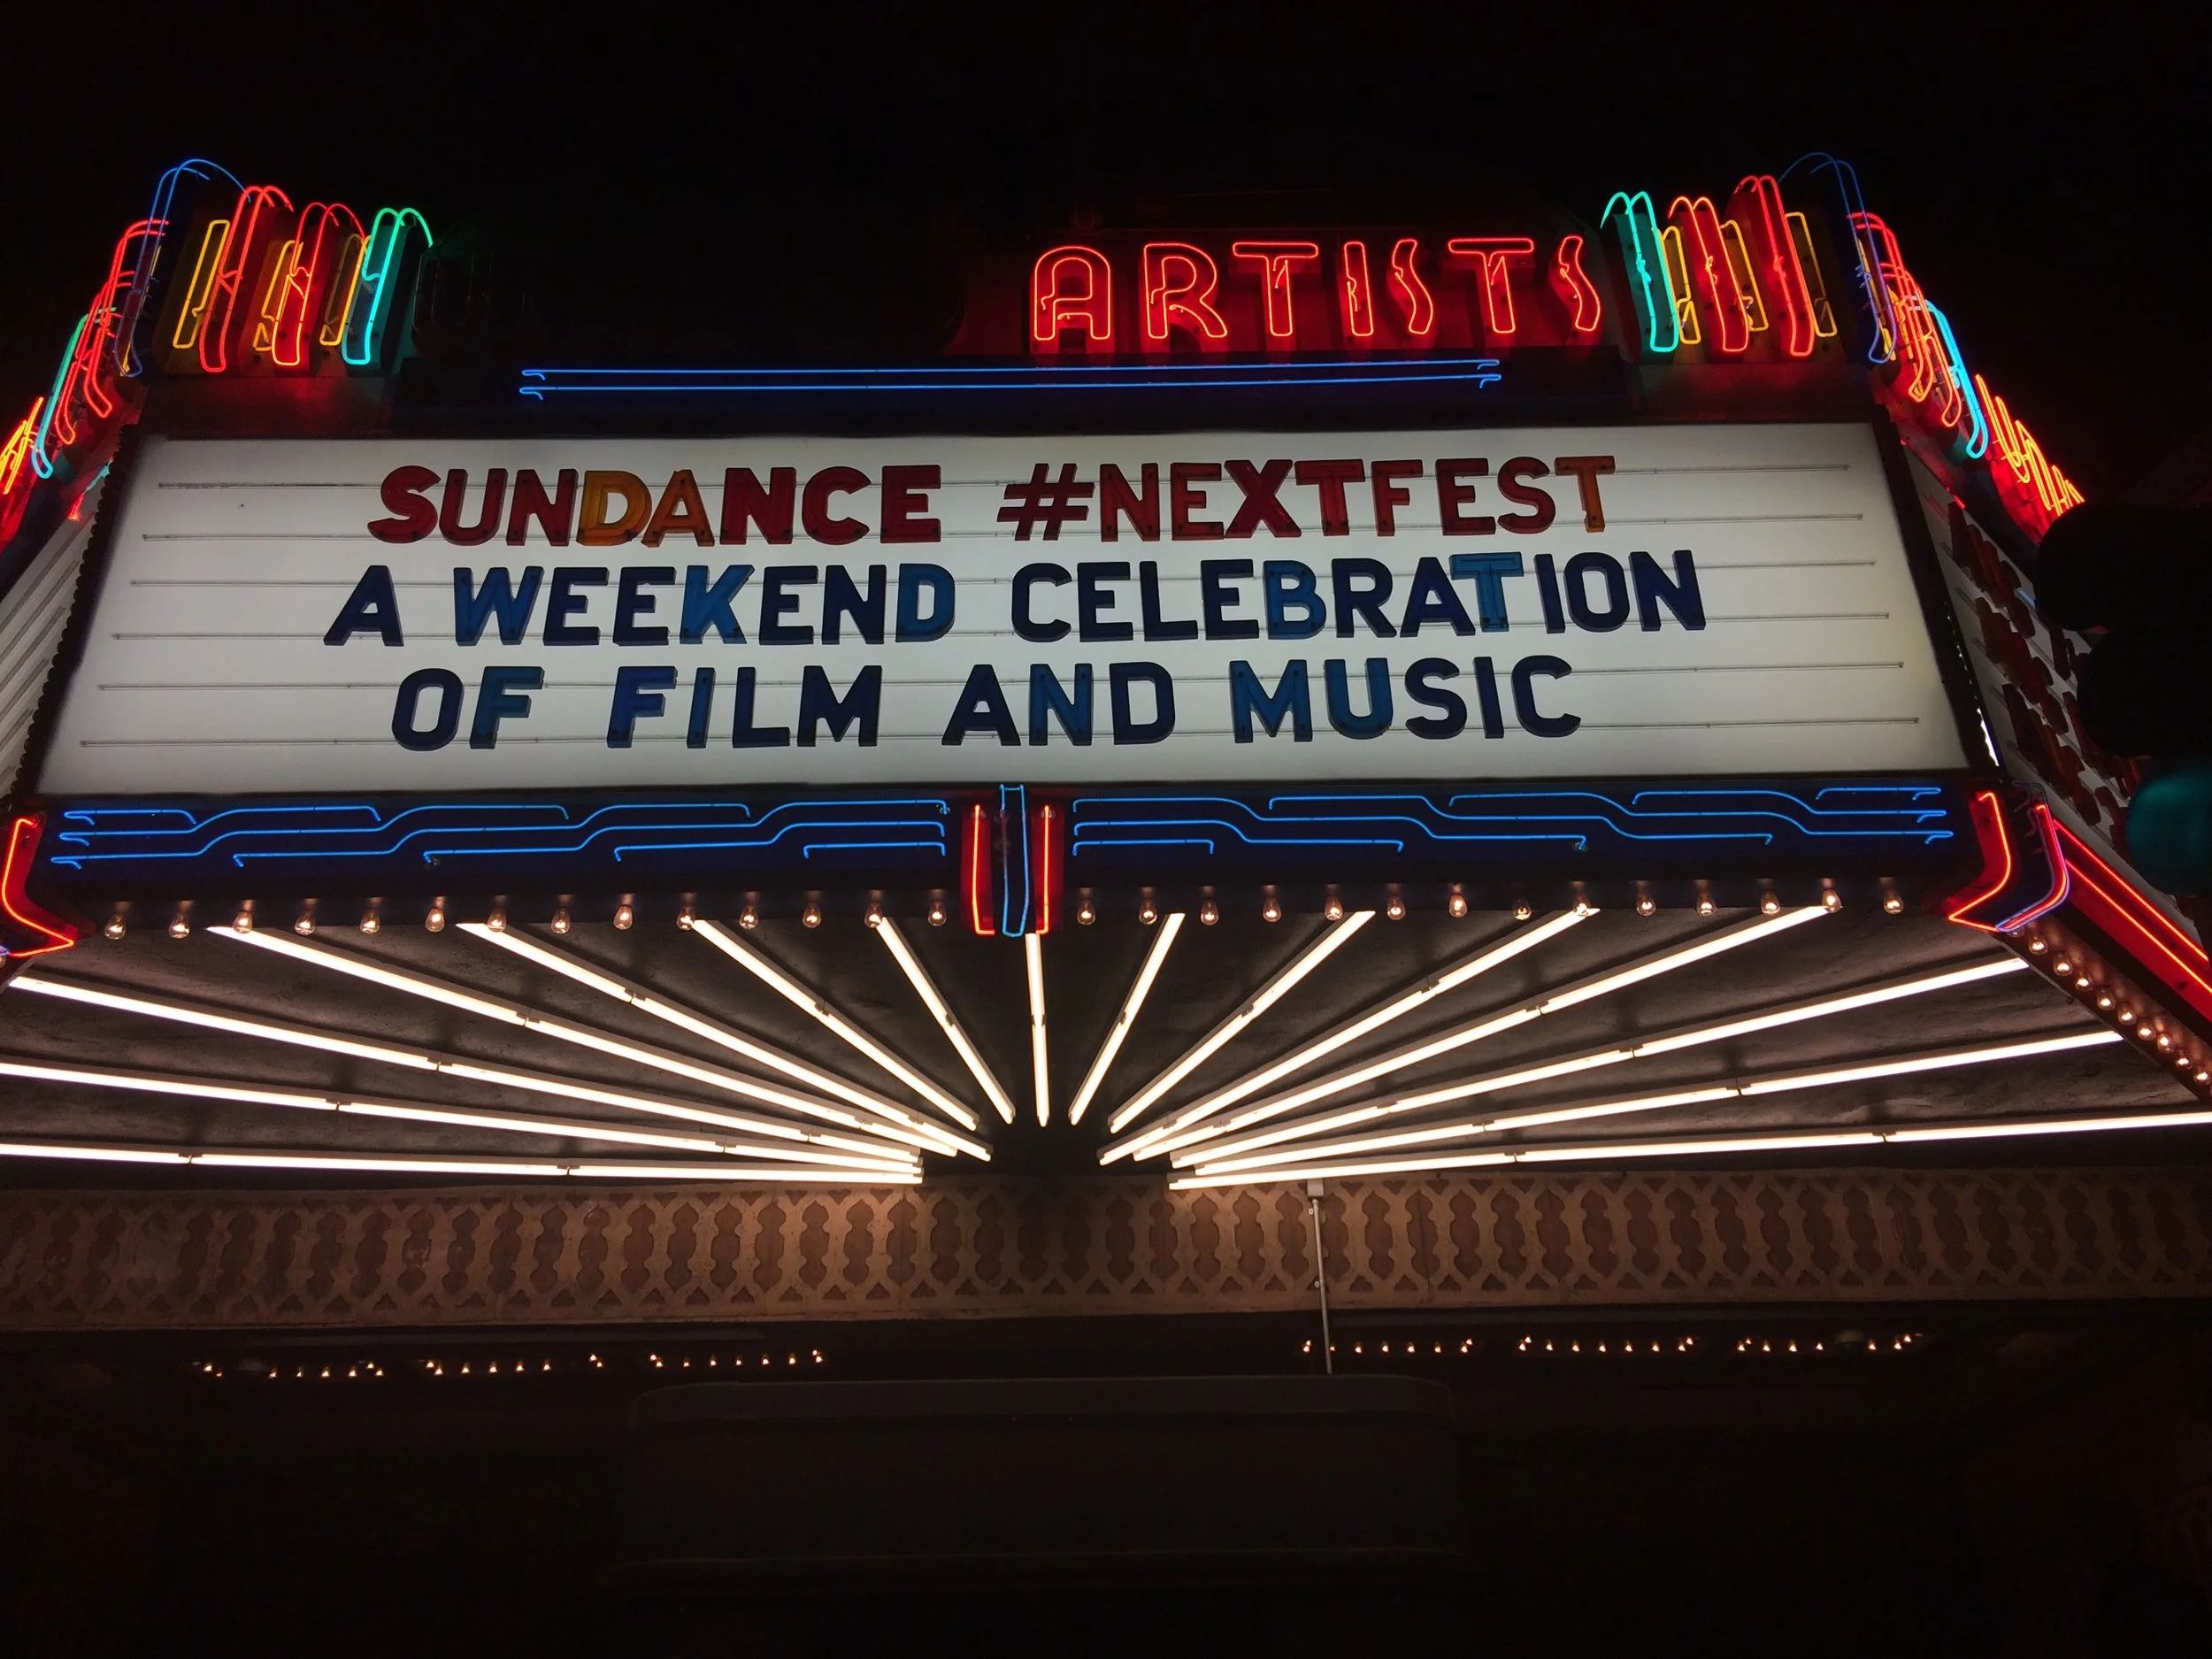 ARTISTS
SUNDANCE #NEXTFEST
A WEEKEND CELEBRATION
OF FILM AND MUSIC